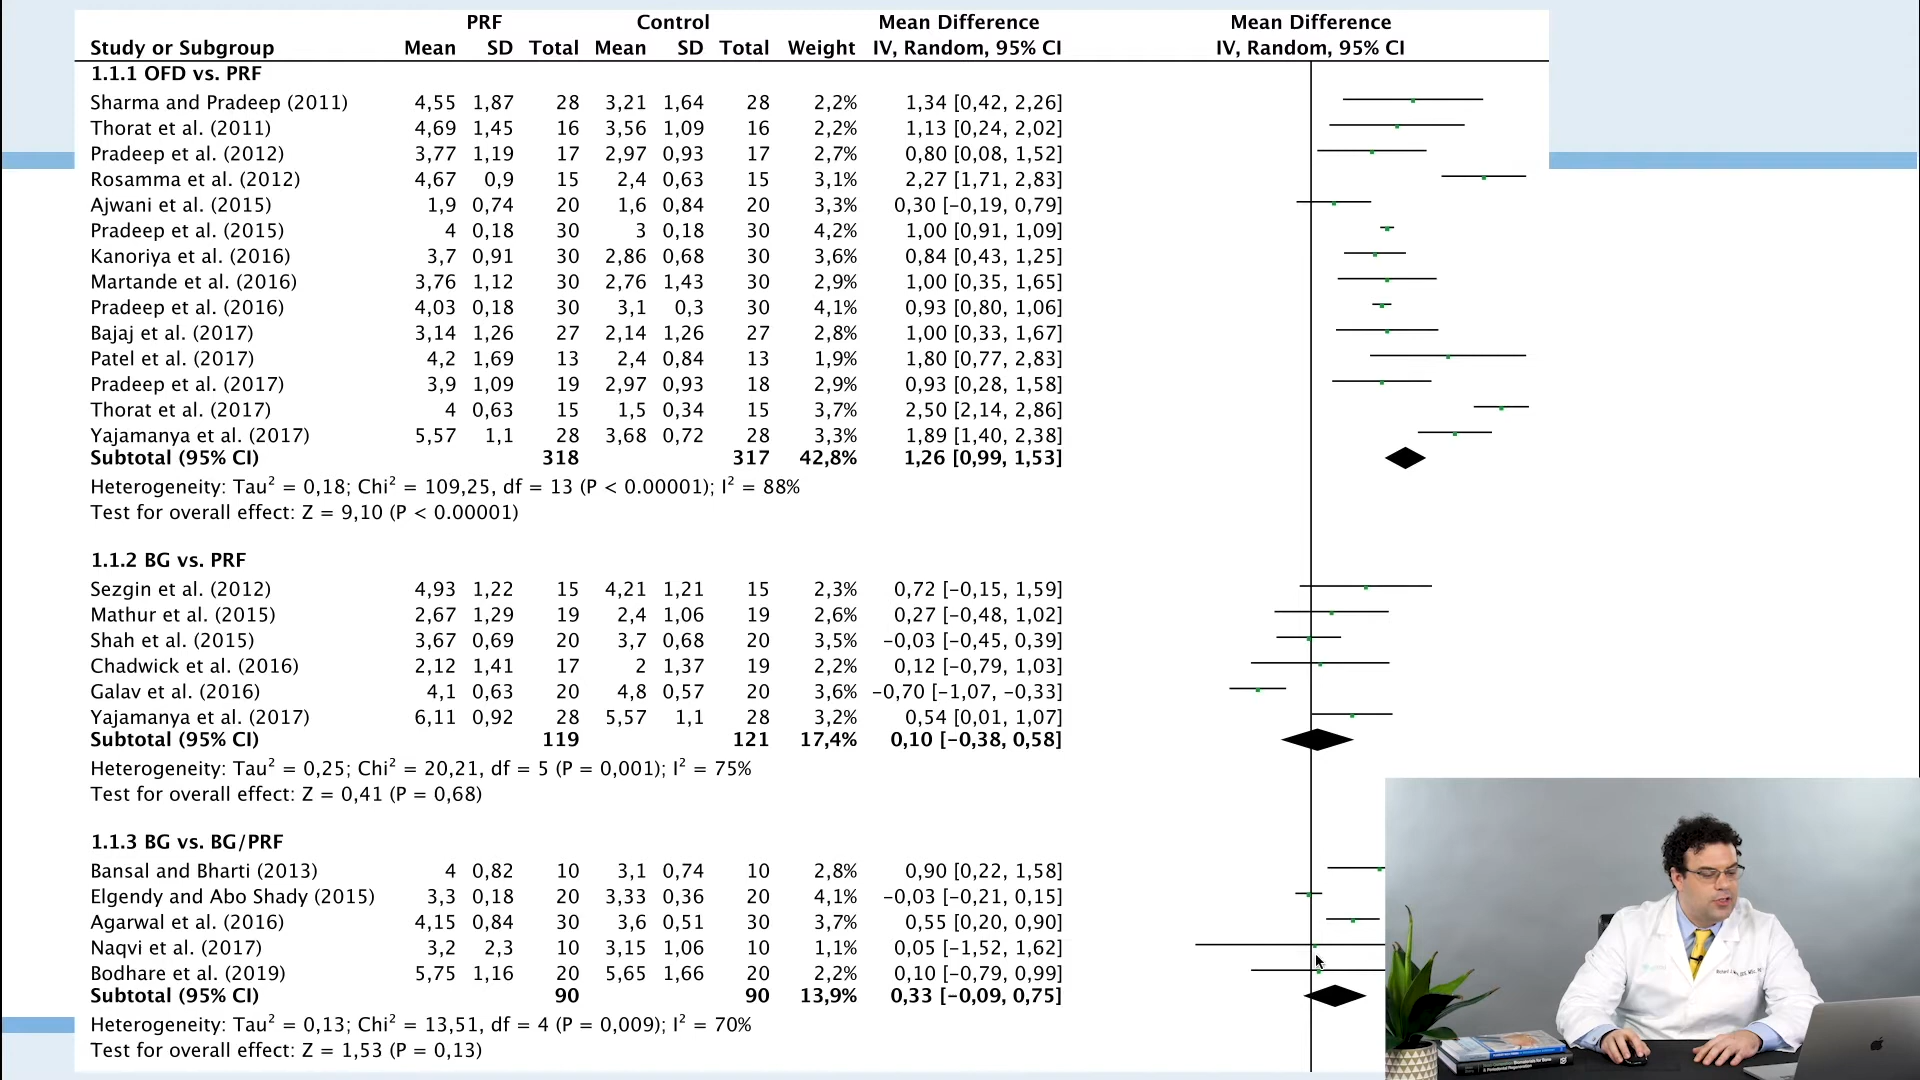 PRF Control Mean Difference Mean Difference
Study or Subgroup Mean SD Total Mean SD Total Weight IV, Random, 95% CI IV, Random, 95% CI
1.1.1 OFD vs. PRF
Sharma and Pradeep (2011) 4,55 1,87 28 3,21 1,64 28 2,2% 1,34 [0,42, 2,26]
Thorat et al. (2011) 4,69 1,45 16 3,56 1,09 16 2,2% 1,13 [0,24, 2,02]
Pradeep et al. (2012) 3,77 1,19 17 2,97 0,93 17 2,7% 0,80 [0,08, 1,52]
Rosamma et al. (2012) 4,67 0,9 15 2,4 0,63 15 3,1% 2,27 [1,71, 2,83]
Ajwani et al. (2015) 1,9 0,74 20 1,6 0,84 20 3,3% 0,30 [−0,19, 0,79]
Pradeep et al. (2015) 4 0,18 30 3 0,18 30 4,2% 1,00 [0,91, 1,09]
Kanoriya et al. (2016) 3,7 0,91 30 2,86 0,68 30 3,6% 0,84 [0,43, 1,25]
Martande et al. (2016) 3,76 1,12 30 2,76 1,43 30 2,9% 1,00 [0,35, 1,65]
Pradeep et al. (2016) 4,03 0,18 30 3,1 0,3 30 4,1% 0,93 [0,80, 1,06]
Bajaj et al. (2017) 3,14 1,26 27 2,14 1,26 27 2,8% 1,00 [0,33, 1,67]
Patel et al. (2017) 4,2 1,69 13 2,4 0,84 13 1,9% 1,80 [0,77, 2,83]
Pradeep et al. (2017) 3,9 1,09 19 2,97 0,93 18 2,9% 0,93 [0,28, 1,58]
Thorat et al. (2017) 4 0,63 15 1,5 0,34 15 3,7% 2,50 [2,14, 2,86]
Yajamanya et al. (2017) 5,57 1,1 28 3,68 0,72 28 3,3% 1,89 [1,40, 2,38]
Subtotal (95% CI) 318 317 42,8% 1,26 [0,99, 1,53]
Heterogeneity: Tau² = 0,18; Chi² = 109,25, df = 13 (P < 0.00001); I² = 88%
Test for overall effect: Z = 9,10 (P < 0.00001)
1.1.2 BG vs. PRF
Sezgin et al. (2012) 4,93 1,22 15 4,21 1,21 15 2,3% 0,72 [−0,15, 1,59]
Mathur et al. (2015) 2,67 1,29 19 2,4 1,06 19 2,6% 0,27 [−0,48, 1,02]
Shah et al. (2015) 3,67 0,69 20 3,7 0,68 20 3,5% −0,03 [−0,45, 0,39]
Chadwick et al. (2016) 2,12 1,41 17 2 1,37 19 2,2% 0,12 [−0,79, 1,03]
Galav et al. (2016) 4,1 0,63 20 4,8 0,57 20 3,6% −0,70 [−1,07, −0,33]
Yajamanya et al. (2017) 6,11 0,92 28 5,57 1,1 28 3,2% 0,54 [0,01, 1,07]
Subtotal (95% CI) 119 121 17,4% 0,10 [−0,38, 0,58]
Heterogeneity: Tau² = 0,25; Chi² = 20,21, df = 5 (P = 0,001); I² = 75%
Test for overall effect: Z = 0,41 (P = 0,68)
1.1.3 BG vs. BG/PRF
Bansal and Bharti (2013) 4 0,82 10 3,1 0,74 10 2,8% 0,90 [0,22, 1,58]
Elgendy and Abo Shady (2015) 3,3 0,18 20 3,33 0,36 20 4,1% −0,03 [−0,21, 0,15]
Agarwal et al. (2016) 4,15 0,84 30 3,6 0,51 30 3,7% 0,55 [0,20, 0,90]
Naqvi et al. (2017) 3,2 2,3 10 3,15 1,06 10 1,1% 0,05 [−1,52, 1,62]
Bodhare et al. (2019) 5,75 1,16 20 5,65 1,66 20 2,2% 0,10 [−0,79, 0,99]
Subtotal (95% CI) 90 90 13,9% 0,33 [−0,09, 0,75]
Heterogeneity: Tau² = 0,13; Chi² = 13,51, df = 4 (P = 0,009); I² = 70%
Test for overall effect: Z = 1,53 (P = 0,13)